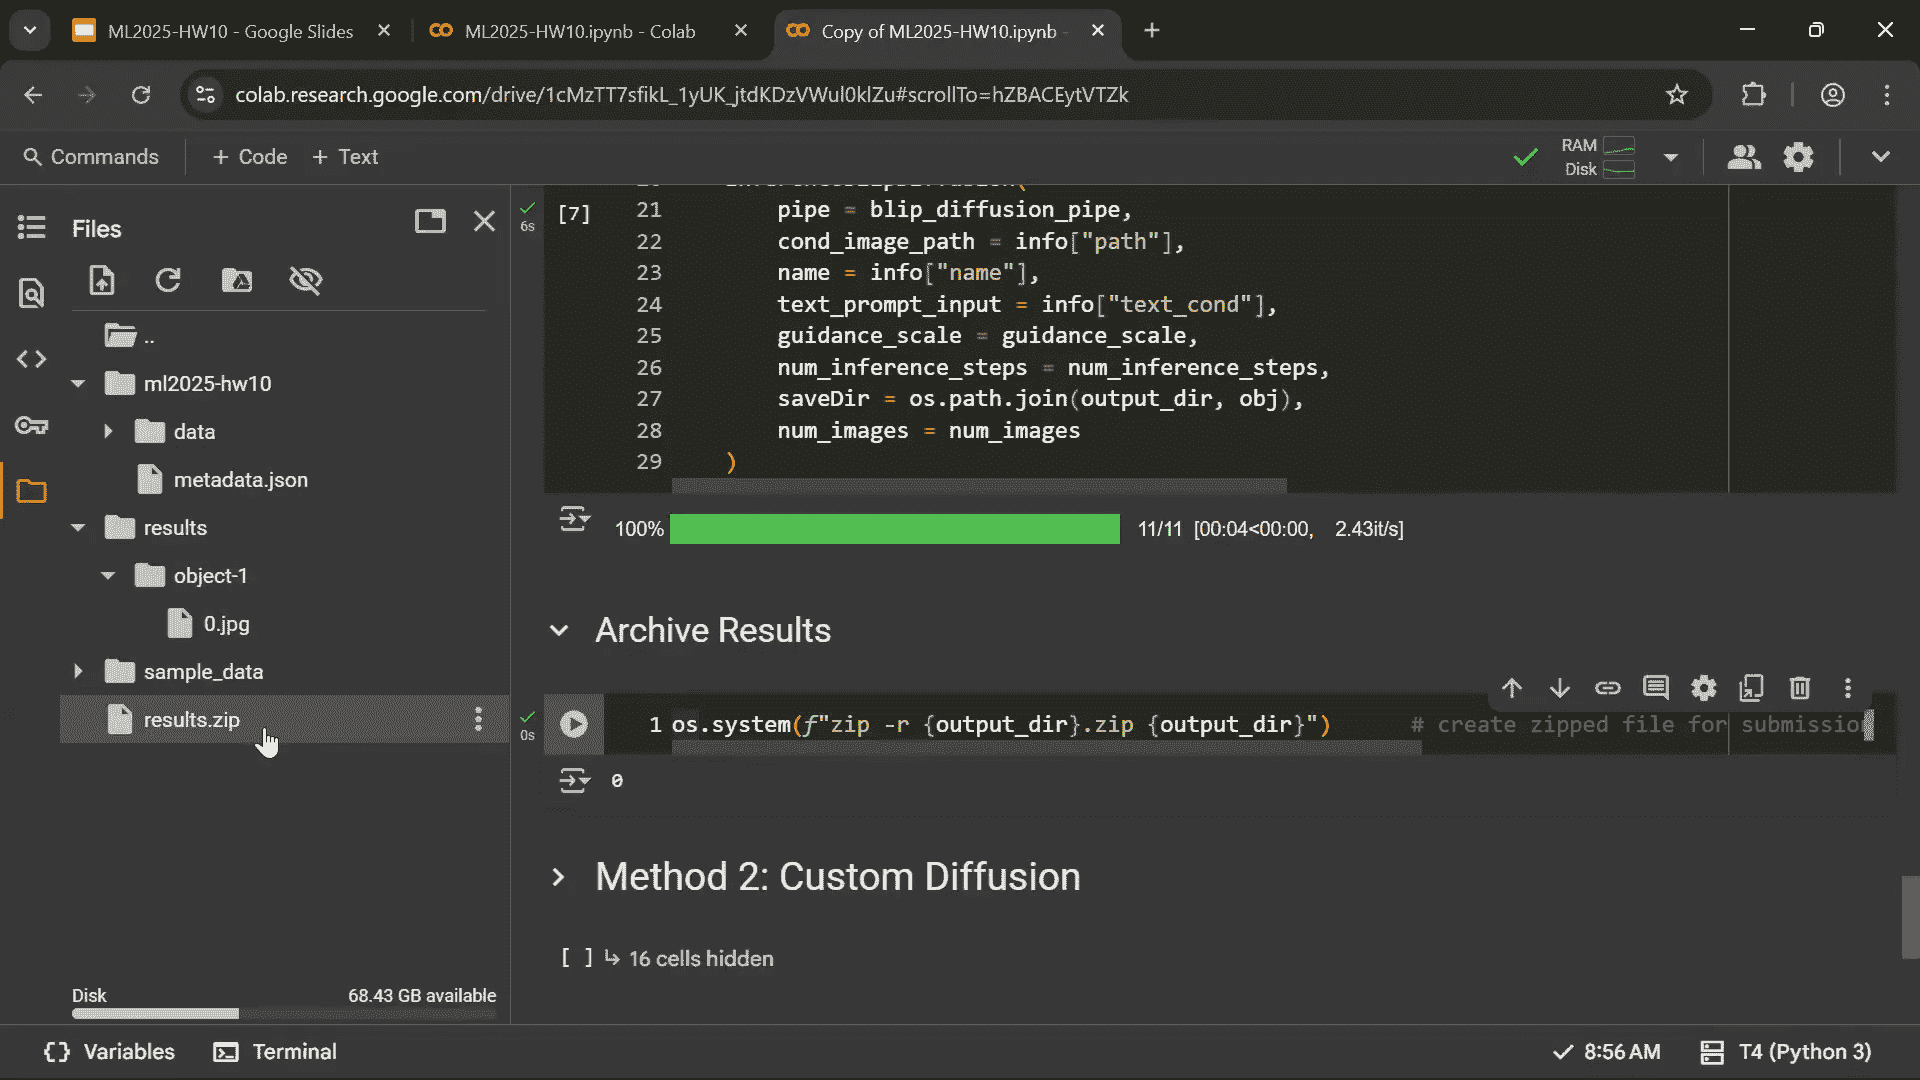 ML2025-HW10 - Google Slides
ML2025-HW10.ipynb - Colab
Copy of ML2025-HW10.ipynb
colab.research.google.com/drive/1cMzTT7sfikL_1yUK_jtdKDzVWul0klZu#scrollTo=hZBACEytVTZk
Commands
+ Code
+ Text
RAM
Disk
Files
..
ml2025-hw10
data
metadata.json
results
object-1
0.jpg
sample_data
results.zip
Disk
68.43 GB available
6s
[7]
21 pipe = blip_diffusion_pipe,
22 cond_image_path = info["path"],
23 name = info["name"],
24 text_prompt_input = info["text_cond"],
25 guidance_scale = guidance_scale,
26 num_inference_steps = num_inference_steps,
27 saveDir = os.path.join(output_dir, obj),
28 num_images = num_images
29 )
100% 11/11 [00:04<00:00, 2.43it/s]
Archive Results
0s
1 os.system(f"zip -r {output_dir}.zip {output_dir}") # create zipped file for submission
0
Method 2: Custom Diffusion
[ ] ↳ 16 cells hidden
{} Variables
Terminal
8:56 AM
T4 (Python 3)